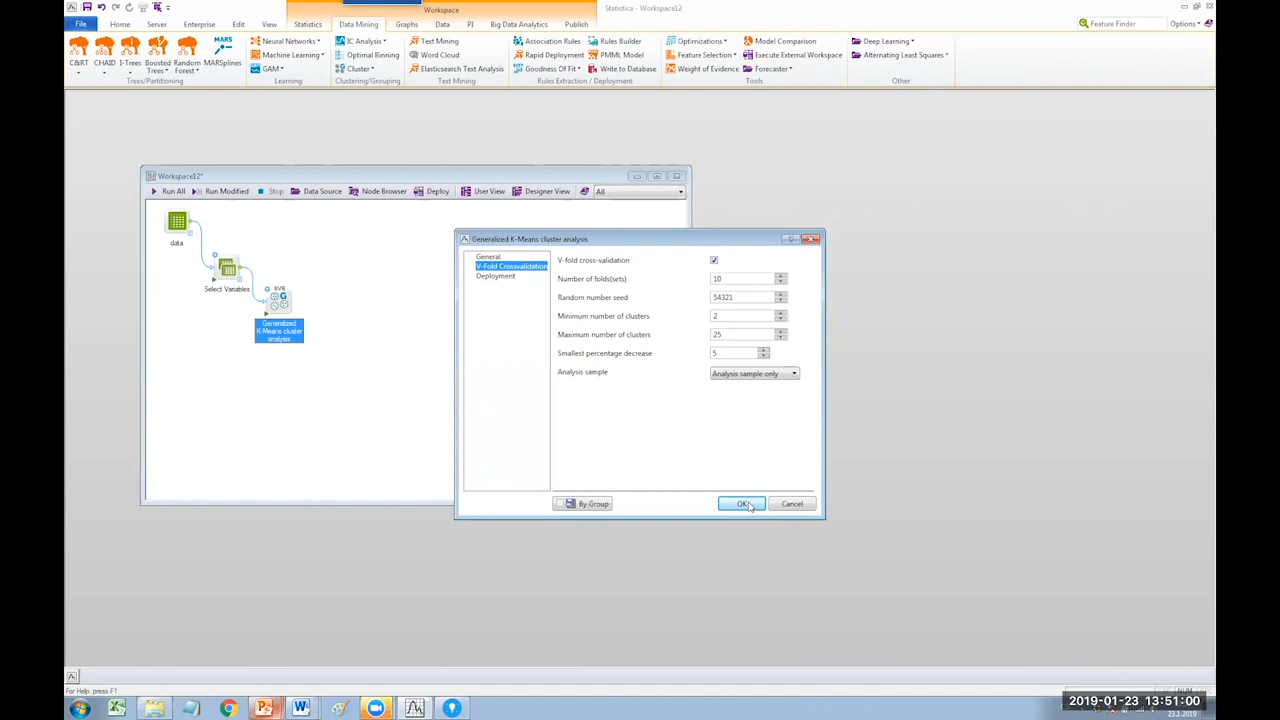 Workspace
Statistica - Workspace12
File Home Server Enterprise Edit View Statistics Data Mining Graphs Data PI Big Data Analytics Publish Feature Finder Options
C&RT CHAID I-Trees Boosted Trees Random Forest MARSplines
MARS
Trees/Partitioning
Neural Networks
Machine Learning
GAM
Learning
IC Analysis
Optimal Binning
Cluster
Clustering/Grouping
Text Mining
Word Cloud
Elasticsearch Text Analysis
Text Mining
Association Rules Rules Builder
Rapid Deployment PMML Model
Goodness Of Fit Write to Database
Rules Extraction / Deployment
Optimizations Model Comparison
Feature Selection Execute External Workspace
Weight of Evidence Forecaster
Tools
Deep Learning
Alternating Least Squares
Other
Workspace12*
Run All Run Modified Stop Data Source Node Browser Deploy User View Designer View All
data
Select Variables
Generalized
K-Means cluster
analysis
Generalized K-Means cluster analysis
General
V-Fold Crossvalidation
Deployment
V-fold cross-validation
Number of folds(sets) 10
Random number seed 54321
Minimum number of clusters 2
Maximum number of clusters 25
Smallest percentage decrease 5
Analysis sample Analysis sample only
By Group OK Cancel
For Help, press F1
2019-01-23 13:51:00
23.1.2019